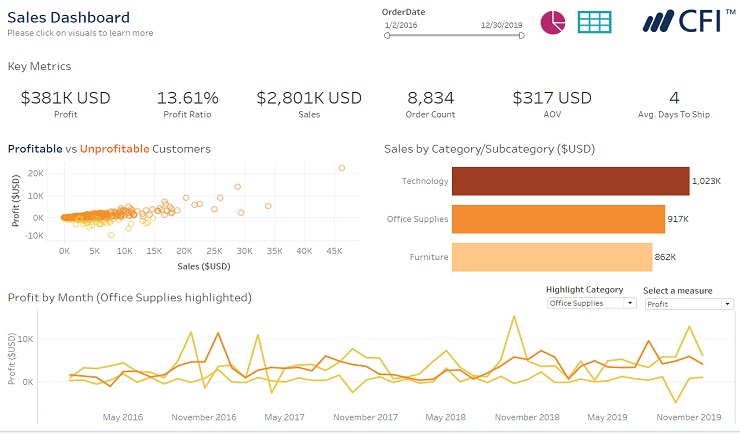 Sales Dashboard
Please click on visuals to learn more
OrderDate
1/2/2016 12/30/2019
CFI™
Key Metrics
$381K USD 13.61% $2,801K USD 8,834 $317 USD 4
Profit Profit Ratio Sales Order Count AOV Avg. Days To Ship
Profitable vs Unprofitable Customers
Profit ($USD)
20K
10K
0K
-10K
0K 5K 10K 15K 20K 25K 30K 35K 40K 45K
Sales ($USD)
Sales by Category/Subcategory ($USD)
Technology 1,023K
Office Supplies 917K
Furniture 862K
Profit by Month (Office Supplies highlighted)
Highlight Category Select a measure
Office Supplies Profit
Profit ($USD)
10K
0K
May 2016 November 2016 May 2017 November 2017 May 2018 November 2018 May 2019 November 2019